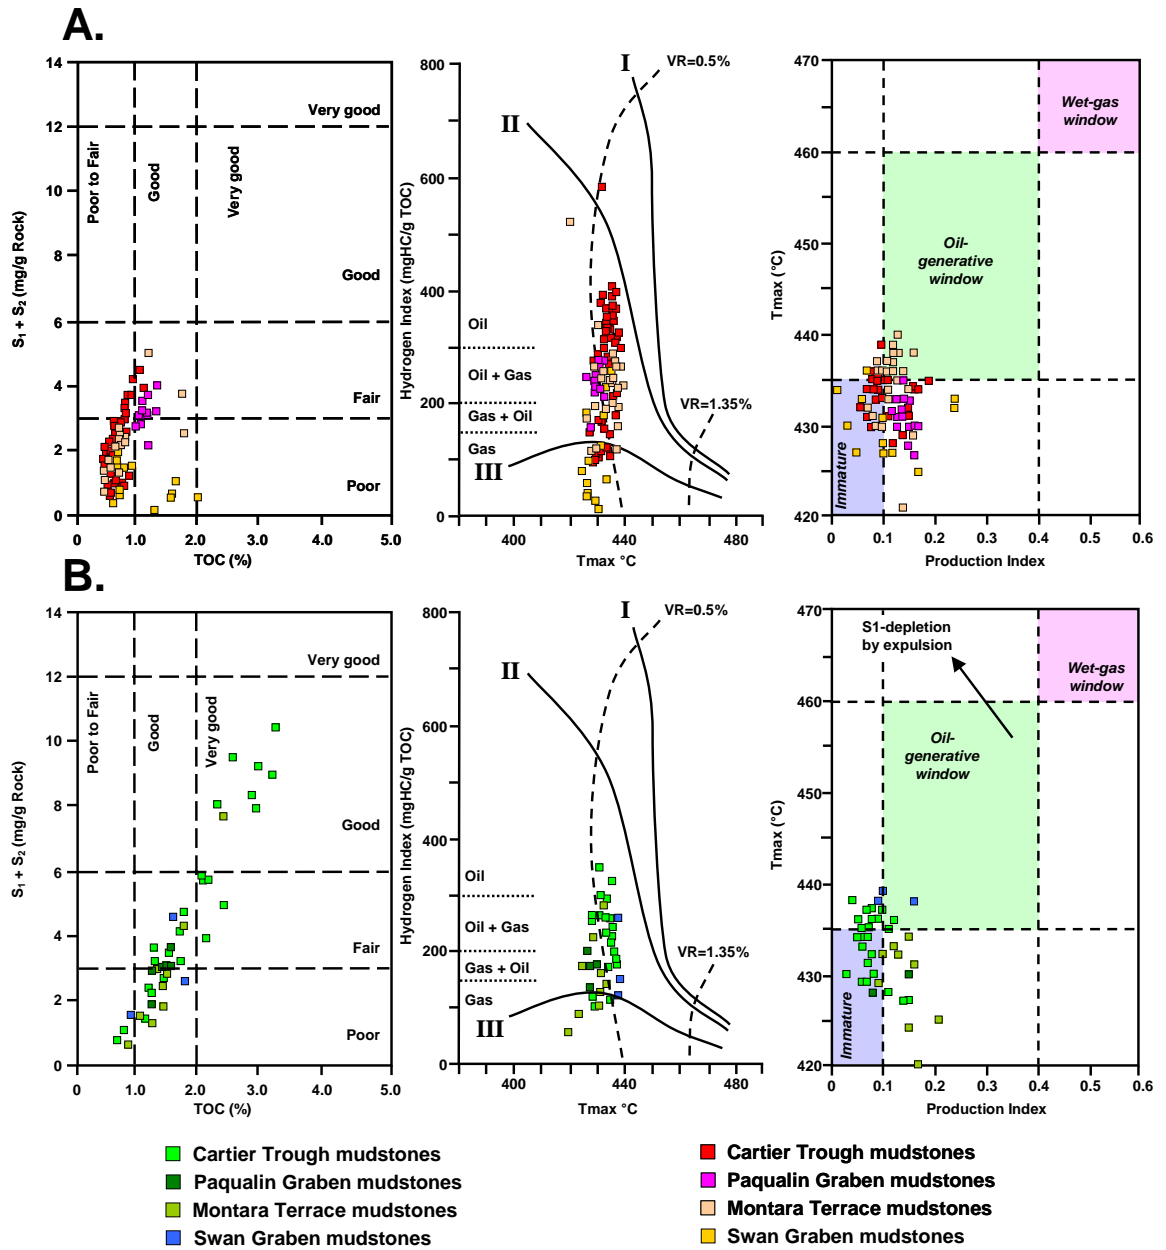 A.
14
12
10
8
6
4
2
0
S1 + S2 (mg/g Rock)
Very good
Good
Fair
Poor
Poor to Fair
Good
Very good
0
1.0
2.0
3.0
4.0
5.0
TOC (%)
800
600
400
200
0
Hydrogen Index (mgHC/g TOC)
I
II
III
VR=0.5%
VR=1.35%
Oil
Oil + Gas
Gas + Oil
Gas
400
440
480
Tmax °C
470
460
450
440
430
420
Tmax (°C)
Wet-gas
window
Oil-
generative
window
Immature
0
0.1
0.2
0.3
0.4
0.5
0.6
Production Index
B.
14
12
10
8
6
4
2
0
S1 + S2 (mg/g Rock)
Very good
Good
Fair
Poor
Poor to Fair
Good
Very good
0
1.0
2.0
3.0
4.0
5.0
TOC (%)
800
600
400
200
0
Hydrogen Index (mgHC/g TOC)
I
II
III
VR=0.5%
VR=1.35%
Oil
Oil + Gas
Gas + Oil
Gas
400
440
480
Tmax °C
470
460
450
440
430
420
Tmax (°C)
S1-depletion
by expulsion
Wet-gas
window
Oil-
generative
window
Immature
0
0.1
0.2
0.3
0.4
0.5
0.6
Production Index
Cartier Trough mudstones
Paqualin Graben mudstones
Montara Terrace mudstones
Swan Graben mudstones
Cartier Trough mudstones
Paqualin Graben mudstones
Montara Terrace mudstones
Swan Graben mudstones